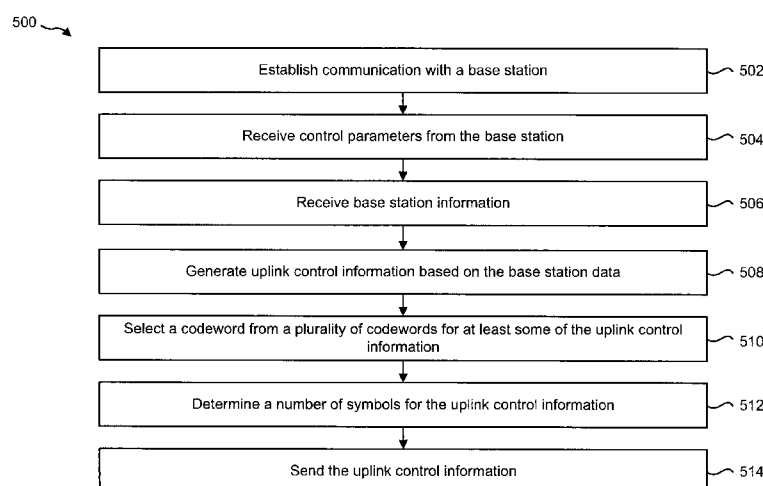 500
Establish communication with a base station
502
Receive control parameters from the base station
504
Receive base station information
506
Generate uplink control information based on the base station data
508
Select a codeword from a plurality of codewords for at least some of the uplink control
information
510
Determine a number of symbols for the uplink control information
512
Send the uplink control information
514